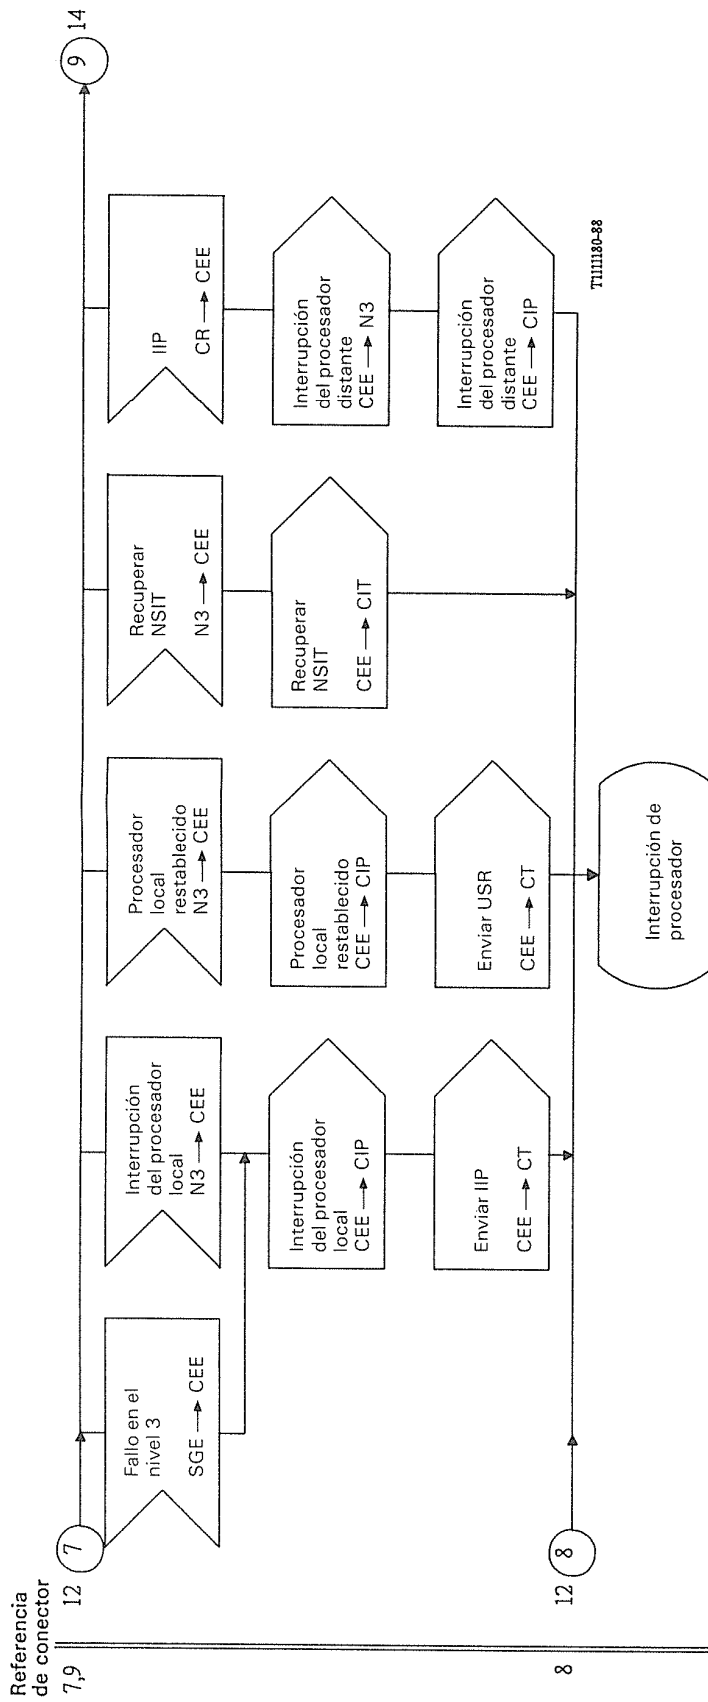 Referencia
de conector
7,9
12
7
9
14
Fallo en el
nivel 3
SGE → CEE
Interrupción
del procesador
local
N3 → CEE
Procesador
local
restablecido
N3 → CEE
Recuperar
NSIT
N3 → CEE
IIP
CR → CEE
Interrupción
del procesador
local
CEE → CIP
Procesador
local
restablecido
CEE → CIP
Recuperar
NSIT
CEE → CIT
Interrupción
del procesador
distante
CEE → N3
Enviar IIP
CEE → CT
Enviar USR
CEE → CT
Interrupción
del procesador
distante
CEE → CIP
8
12
8
Interrupción de
procesador
T1111180-88